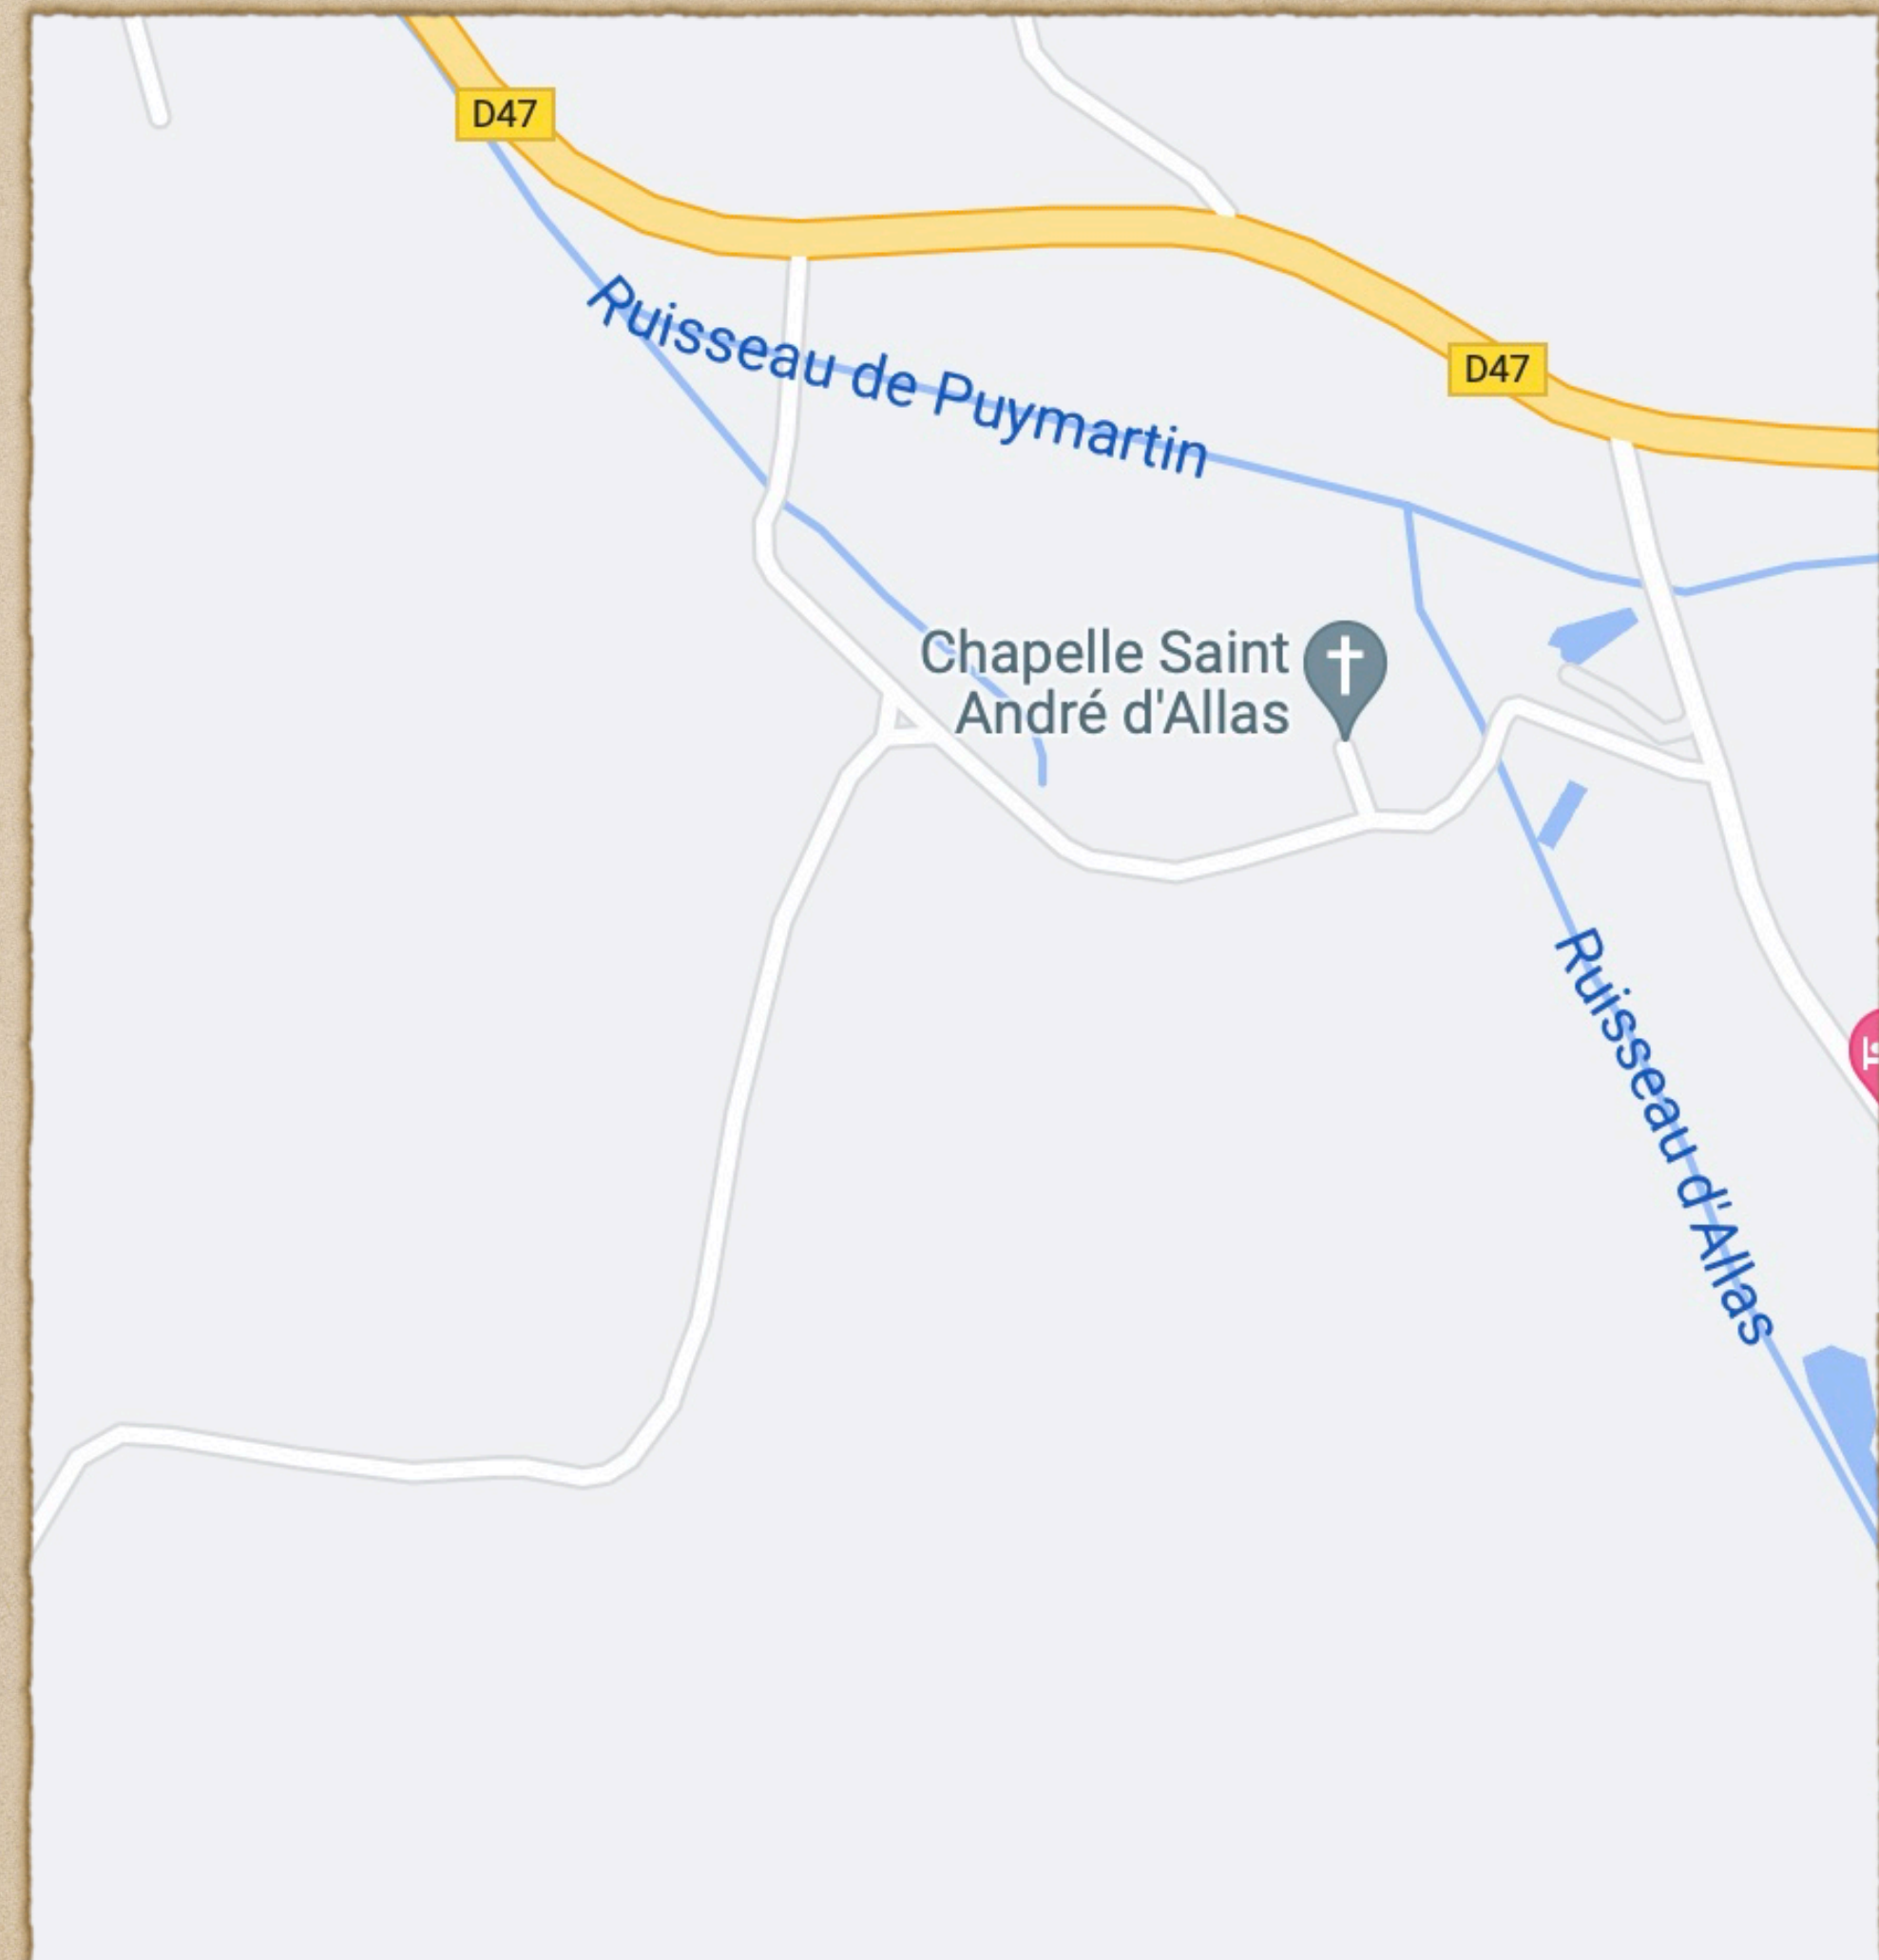 D47
Ruisseau de Puymartin
D47
Chapelle Saint
André d'Allas
Ruisseau d'Allas